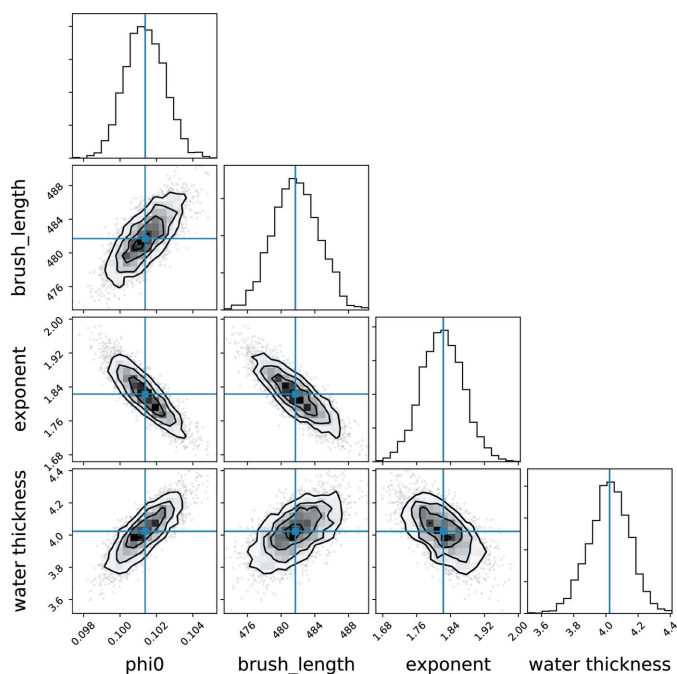 brush_length
488
484
480
476
exponent
2.00
1.92
1.84
1.76
1.68
water thickness
4.4
4.2
4.0
3.8
3.6
0.098 0.100 0.102 0.104 476 480 484 488 1.68 1.76 1.84 1.92 2.00 3.6 3.8 4.0 4.2 4.4
phi0 brush_length exponent water thickness